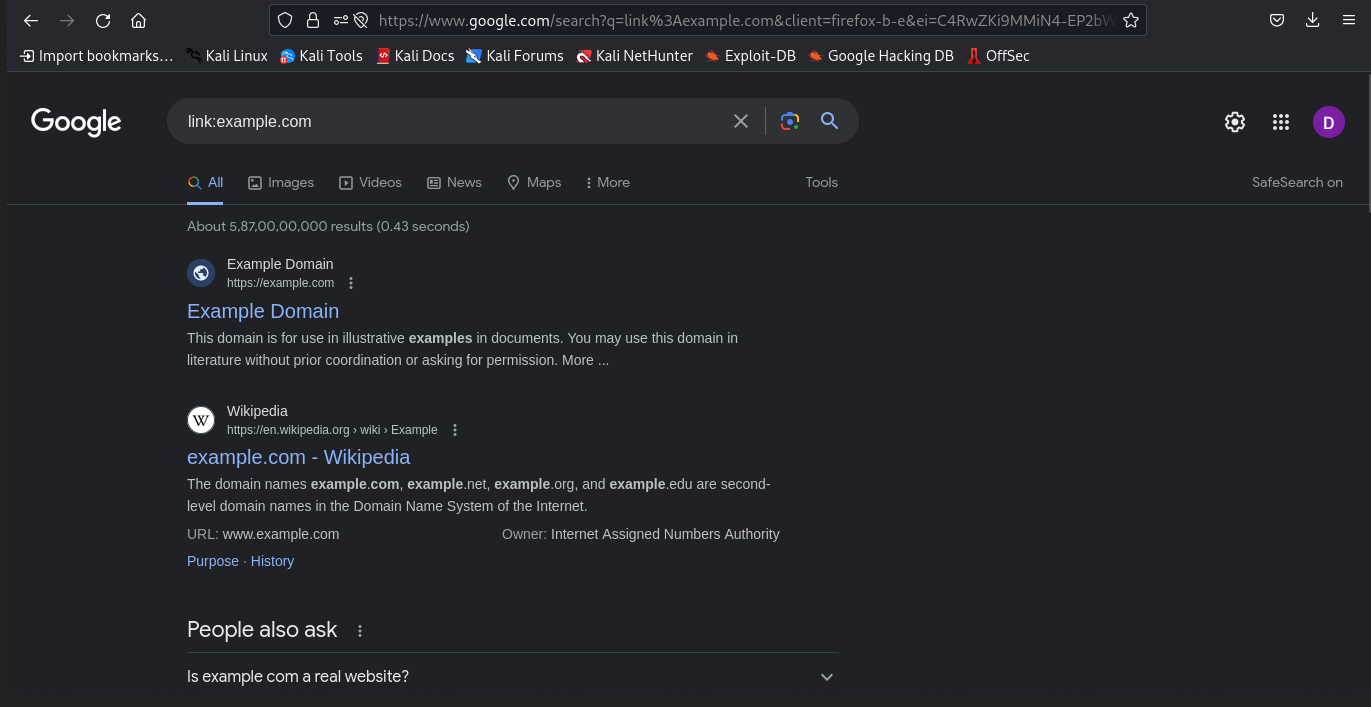 https://www.google.com/search?q=link%3Aexample.com&client=firefox-b-e&ei=C4RwZKi9MMiN4-EP2bW
Import bookmarks… Kali Linux Kali Tools Kali Docs Kali Forums Kali NetHunter Exploit-DB Google Hacking DB OffSec
Google link:example.com D
All Images Videos News Maps More Tools SafeSearch on
About 5,87,00,00,000 results (0.43 seconds)
Example Domain
https://example.com
Example Domain
This domain is for use in illustrative examples in documents. You may use this domain in
literature without prior coordination or asking for permission. More ...
W Wikipedia
https://en.wikipedia.org › wiki › Example
example.com - Wikipedia
The domain names example.com, example.net, example.org, and example.edu are second-
level domain names in the Domain Name System of the Internet.
URL: www.example.com Owner: Internet Assigned Numbers Authority
Purpose · History
People also ask
Is example com a real website?